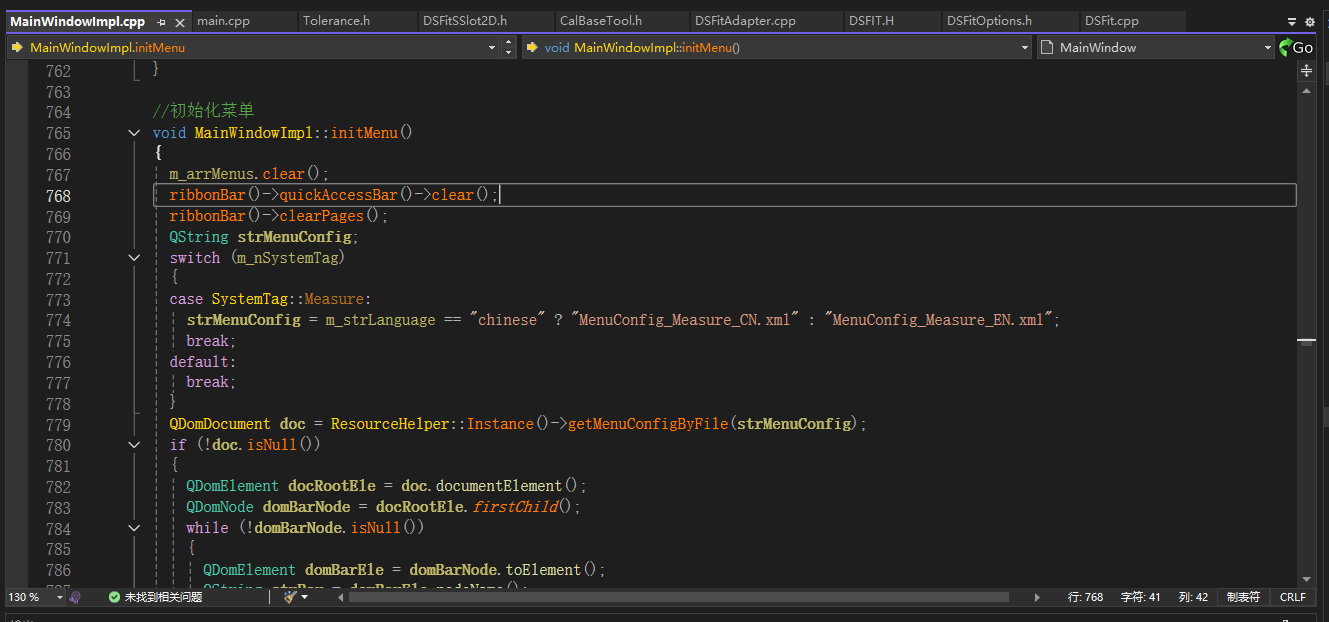 MainWindowImpl.cpp main.cpp Tolerance.h DSFitSSlot2D.h CalBaseTool.h DSFitAdapter.cpp DSFIT.H DSFitOptions.h DSFit.cpp
MainWindowImpl.initMenu void MainWindowImpl::initMenu() MainWindow Go
762 }
763
764 //初始化菜单
765 void MainWindowImpl::initMenu()
766 {
767 m_arrMenus.clear();
768 ribbonBar()->quickAccessBar()->clear();
769 ribbonBar()->clearPages();
770 QString strMenuConfig;
771 switch (m_nSystemTag)
772 {
773 case SystemTag::Measure:
774 strMenuConfig = m_strLanguage == "chinese" ? "MenuConfig_Measure_CN.xml" : "MenuConfig_Measure_EN.xml";
775 break;
776 default:
777 break;
778 }
779 QDomDocument doc = ResourceHelper::Instance()->getMenuConfigByFile(strMenuConfig);
780 if (!doc.isNull())
781 {
782 QDomElement docRootEle = doc.documentElement();
783 QDomNode domBarNode = docRootEle.firstChild();
784 while (!domBarNode.isNull())
785 {
786 QDomElement domBarEle = domBarNode.toElement();
130 % 未找到相关问题 行: 768 字符: 41 列: 42 制表符 CRLF